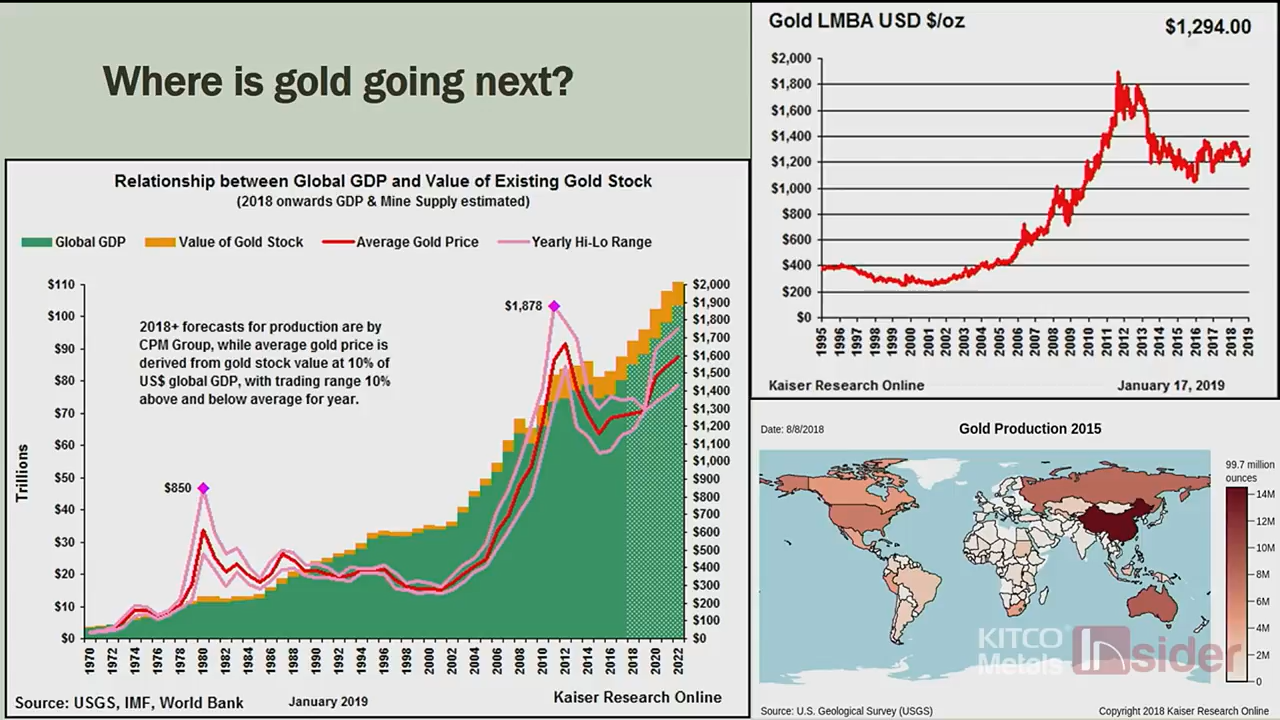 Where is gold going next?
Relationship between Global GDP and Value of Existing Gold Stock
(2018 onwards GDP & Mine Supply estimated)
Global GDP
Value of Gold Stock
Average Gold Price
Yearly Hi-Lo Range
2018+ forecasts for production are by
CPM Group, while average gold price is
derived from gold stock value at 10% of
US$ global GDP, with trading range 10%
above and below average for year.
$850
$1,878
Trillions
$110
$100
$90
$80
$70
$60
$50
$40
$30
$20
$10
$0
$2,000
$1,900
$1,800
$1,700
$1,600
$1,500
$1,400
$1,300
$1,200
$1,100
$1,000
$900
$800
$700
$600
$500
$400
$300
$200
$100
$0
1970
1972
1974
1976
1978
1980
1982
1984
1986
1988
1990
1992
1994
1996
1998
2000
2002
2004
2006
2008
2010
2012
2014
2016
2018
2020
2022
Source: USGS, IMF, World Bank
January 2019
Kaiser Research Online
Gold LMBA USD $/oz
$1,294.00
$2,000
$1,800
$1,600
$1,400
$1,200
$1,000
$800
$600
$400
$200
$0
1995
1996
1998
1999
2000
2001
2002
2003
2004
2005
2006
2007
2008
2009
2010
2011
2012
2013
2014
2015
2016
2017
2018
2019
Kaiser Research Online
January 17, 2019
Date: 8/8/2018
Gold Production 2015
99.7 million
ounces
14M
12M
10M
8M
6M
4M
2M
0
KITCO
Metals
Insider
Source: U.S. Geological Survey (USGS)
Copyright 2018 Kaiser Research Online